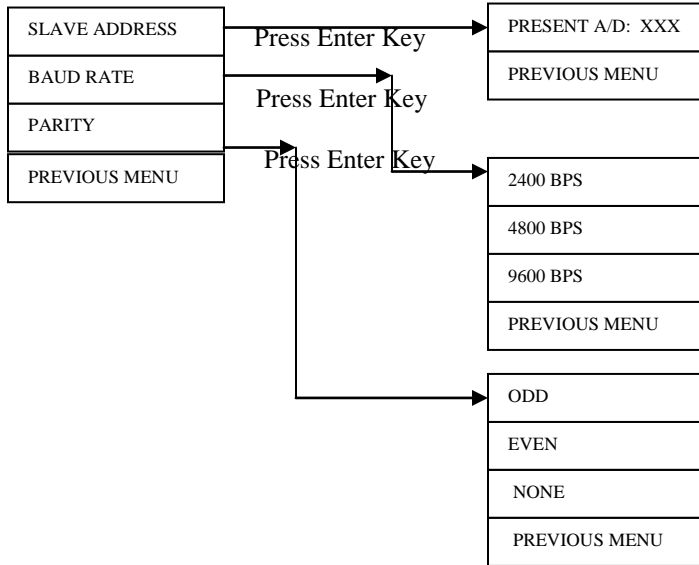 SLAVE ADDRESS
BAUD RATE
PARITY
PREVIOUS MENU
Press Enter Key
Press Enter Key
Press Enter Key
PRESENT A/D: XXX
PREVIOUS MENU
2400 BPS
4800 BPS
9600 BPS
PREVIOUS MENU
ODD
EVEN
NONE
PREVIOUS MENU